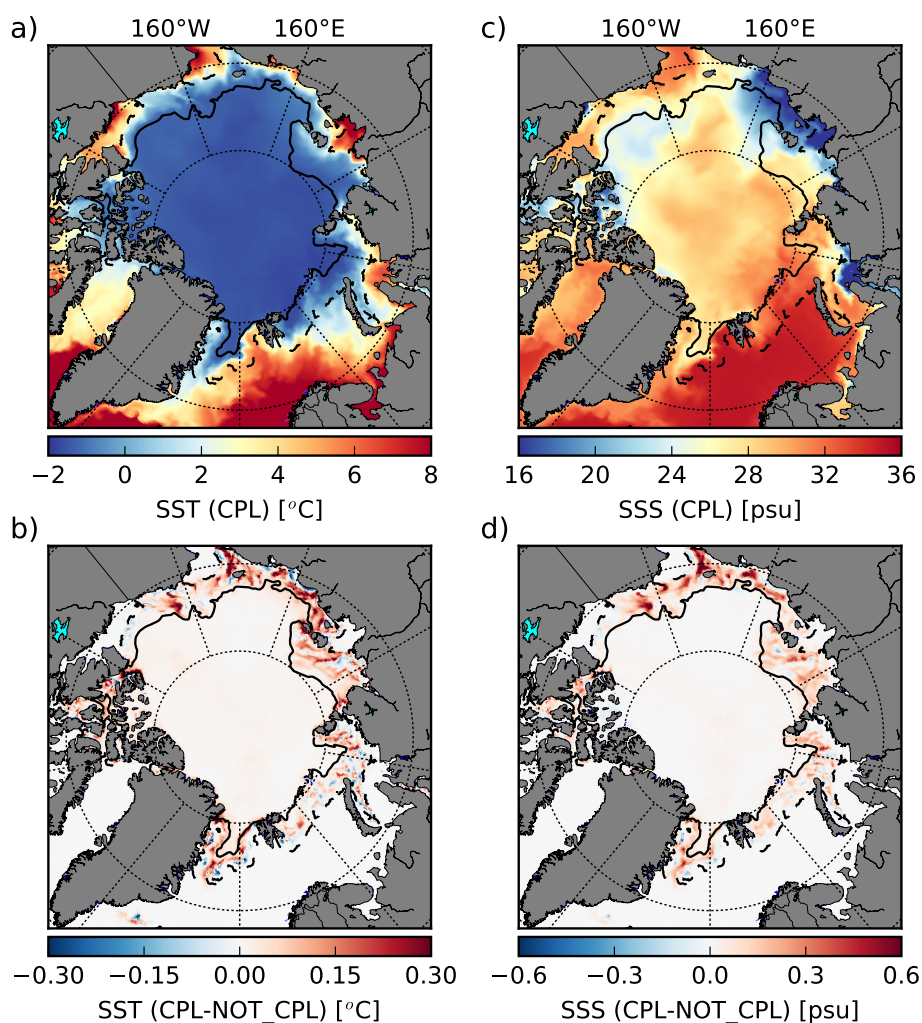 a)
160°W 160°E
−2 0 2 4 6 8
SST (CPL) [°C]
c)
160°W 160°E
16 20 24 28 32 36
SSS (CPL) [psu]
b)
−0.30 −0.15 0.00 0.15 0.30
SST (CPL-NOT_CPL) [°C]
d)
−0.6 −0.3 0.0 0.3 0.6
SSS (CPL-NOT_CPL) [psu]